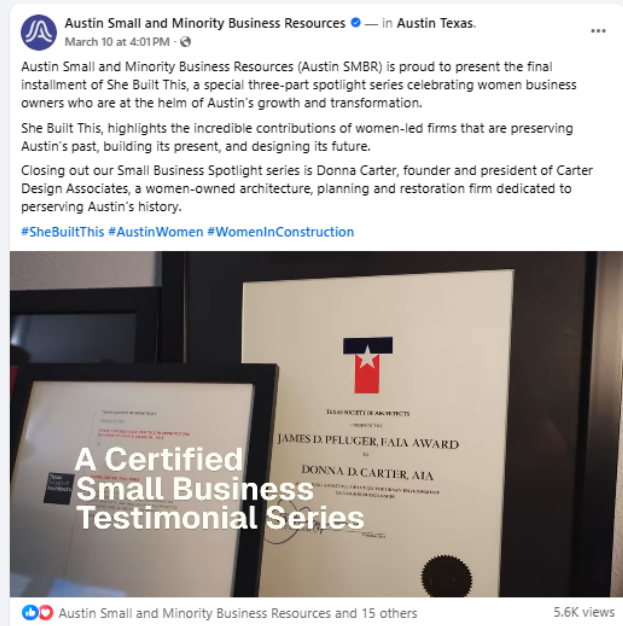 Austin Small and Minority Business Resources — in Austin Texas.
March 10 at 4:01 PM ·
Austin Small and Minority Business Resources (Austin SMBR) is proud to present the final
installment of She Built This, a special three-part spotlight series celebrating women business
owners who are at the helm of Austin's growth and transformation.
She Built This, highlights the incredible contributions of women-led firms that are preserving
Austin's past, building its present, and designing its future.
Closing out our Small Business Spotlight series is Donna Carter, founder and president of Carter
Design Associates, a women-owned architecture, planning and restoration firm dedicated to
perserving Austin's history.
#SheBuiltThis #AustinWomen #WomenInConstruction
TEXAS SOCIETY OF ARCHITECTS
JAMES D. PFLUGER, FAIA AWARD
TO
DONNA D. CARTER, AIA
A Certified
Small Business
Testimonial Series
Austin Small and Minority Business Resources and 15 others
5.6K views